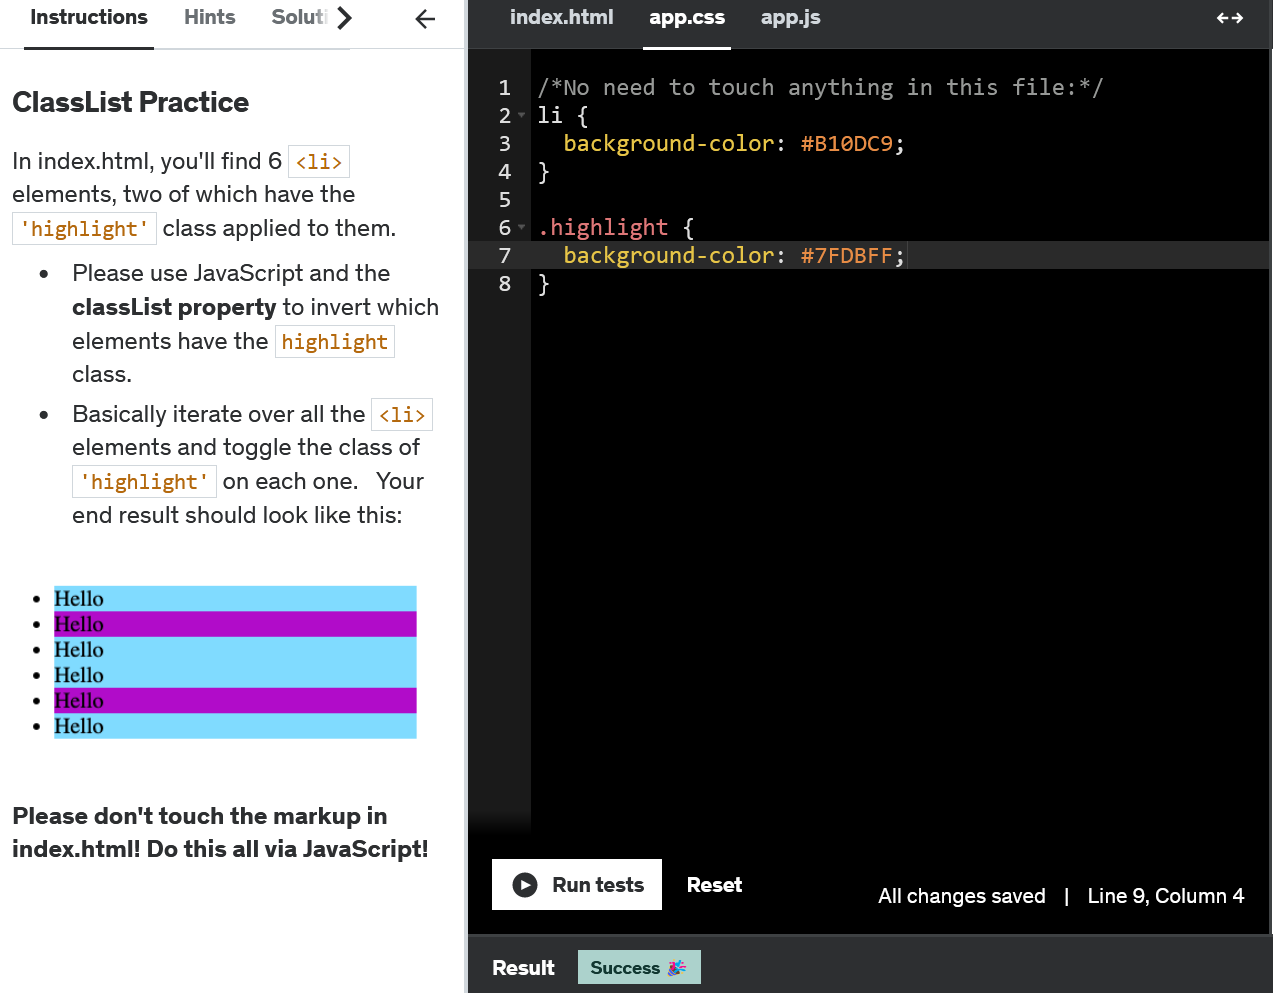 Instructions Hints Soluti
ClassList Practice
In index.html, you'll find 6 <li>
elements, two of which have the
'highlight' class applied to them.
Please use JavaScript and the
classList property to invert which
elements have the highlight
class.
Basically iterate over all the <li>
elements and toggle the class of
'highlight' on each one. Your
end result should look like this:
Hello
Hello
Hello
Hello
Hello
Hello
Please don't touch the markup in
index.html! Do this all via JavaScript!
index.html app.css app.js
1 /*No need to touch anything in this file:*/
2 li {
3 background-color: #B10DC9;
4 }
5
6 .highlight {
7 background-color: #7FDBFF;
8 }
Run tests Reset
All changes saved | Line 9, Column 4
Result Success 🎉